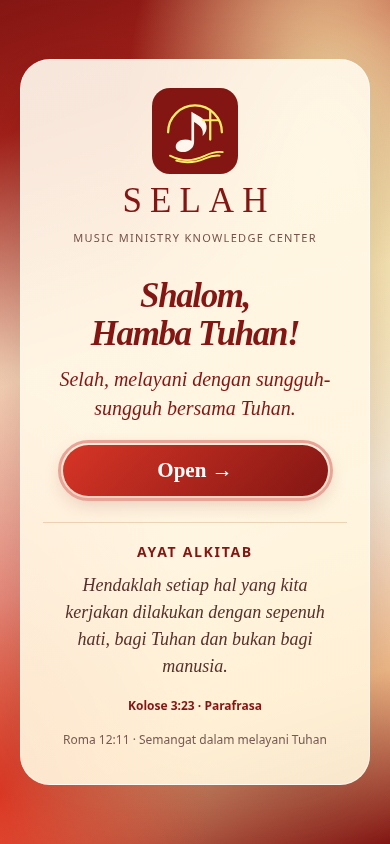 SELAH
MUSIC MINISTRY KNOWLEDGE CENTER
Shalom,
Hamba Tuhan!
Selah, melayani dengan sungguh-
sungguh bersama Tuhan.
Open →
AYAT ALKITAB
Hendaklah setiap hal yang kita
kerjakan dilakukan dengan sepenuh
hati, bagi Tuhan dan bukan bagi
manusia.
Kolose 3:23 · Parafrasa
Roma 12:11 · Semangat dalam melayani Tuhan